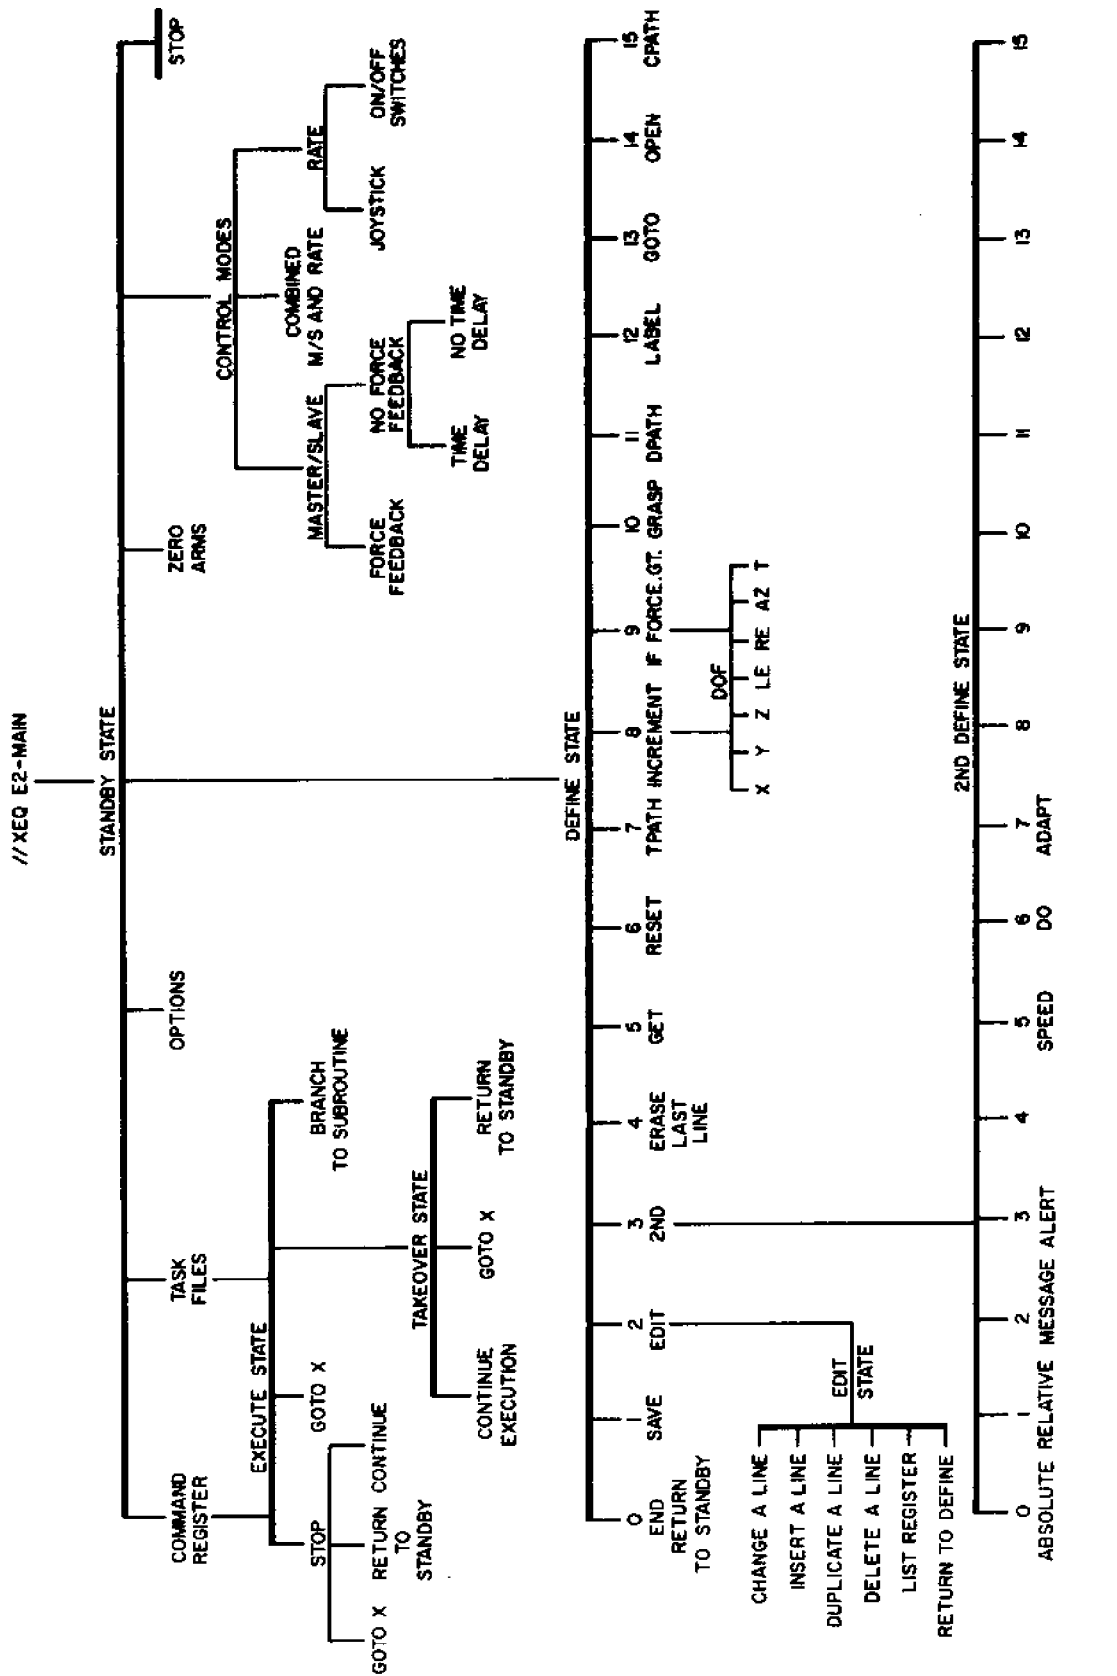 //XEQ E2-MAIN
STANDBY STATE
COMMAND
REGISTER
TASK
FILES
OPTIONS
ZERO
ARMS
CONTROL MODES
STOP
EXECUTE STATE
STOP
GOTO X
BRANCH
TO SUBROUTINE
GOTO X
RETURN
TO
STANDBY
CONTINUE
TAKEOVER STATE
CONTINUE
EXECUTION
GOTO X
RETURN
TO STANDBY
MASTER/SLAVE
COMBINED
M/S AND RATE
RATE
FORCE
FEEDBACK
NO FORCE
FEEDBACK
JOYSTICK
ON/OFF
SWITCHES
TIME
DELAY
NO TIME
DELAY
DEFINE STATE
0 1 2 3 4 5 6 7 8 9 10 11 12 13 14 15
END
RETURN
TO STANDBY
SAVE
EDIT
2ND
ERASE
LAST
LINE
GET
RESET
TPATH
INCREMENT
IF FORCE.GT.
GRASP
DPATH
LABEL
GOTO
OPEN
CPATH
DOF
X Y Z LE RE AZ T
EDIT
STATE
CHANGE A LINE
INSERT A LINE
DUPLICATE A LINE
DELETE A LINE
LIST REGISTER
RETURN TO DEFINE
2ND DEFINE STATE
0 1 2 3 4 5 6 7 8 9 10 11 12 13 14 15
ABSOLUTE RELATIVE MESSAGE ALERT SPEED DO ADAPT